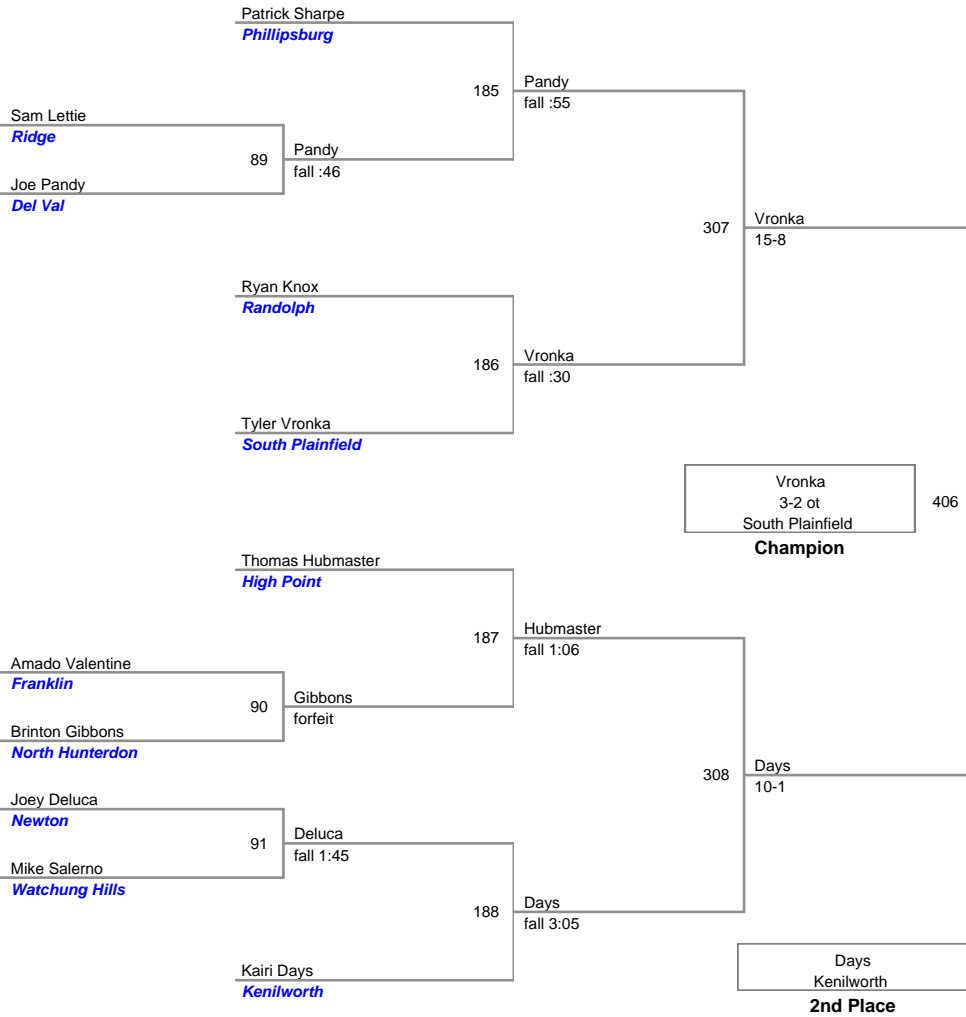 Patrick Sharpe
Phillipsburg
185
Pandy
fall :55
Sam Lettie
Ridge
89
Pandy
fall :46
Joe Pandy
Del Val
307
Vronka
15-8
Ryan Knox
Randolph
186
Vronka
fall :30
Tyler Vronka
South Plainfield
Vronka
3-2 ot
South Plainfield
406
Champion
Thomas Hubmaster
High Point
187
Hubmaster
fall 1:06
Amado Valentine
Franklin
90
Gibbons
forfeit
Brinton Gibbons
North Hunterdon
308
Days
10-1
Joey Deluca
Newton
91
Deluca
fall 1:45
Mike Salerno
Watchung Hills
188
Days
fall 3:05
Kairi Days
Kenilworth
Days
Kenilworth
2nd Place